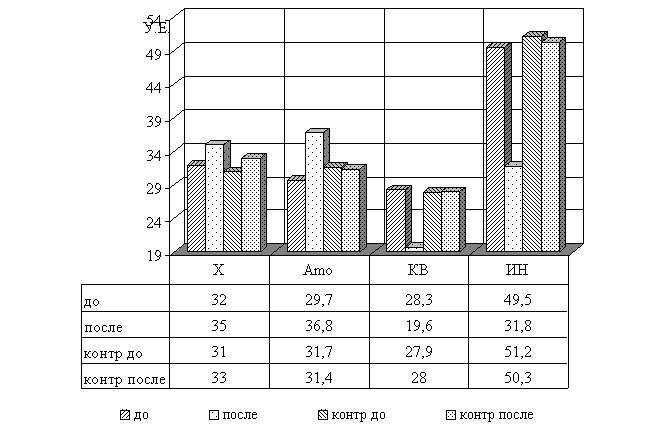 54
У.Е.
49
44
39
34
29
24
19
Х Амо КВ ИН
до 32 29,7 28,3 49,5
после 35 36,8 19,6 31,8
контр до 31 31,7 27,9 51,2
контр после 33 31,4 28 50,3
до после контр до контр после